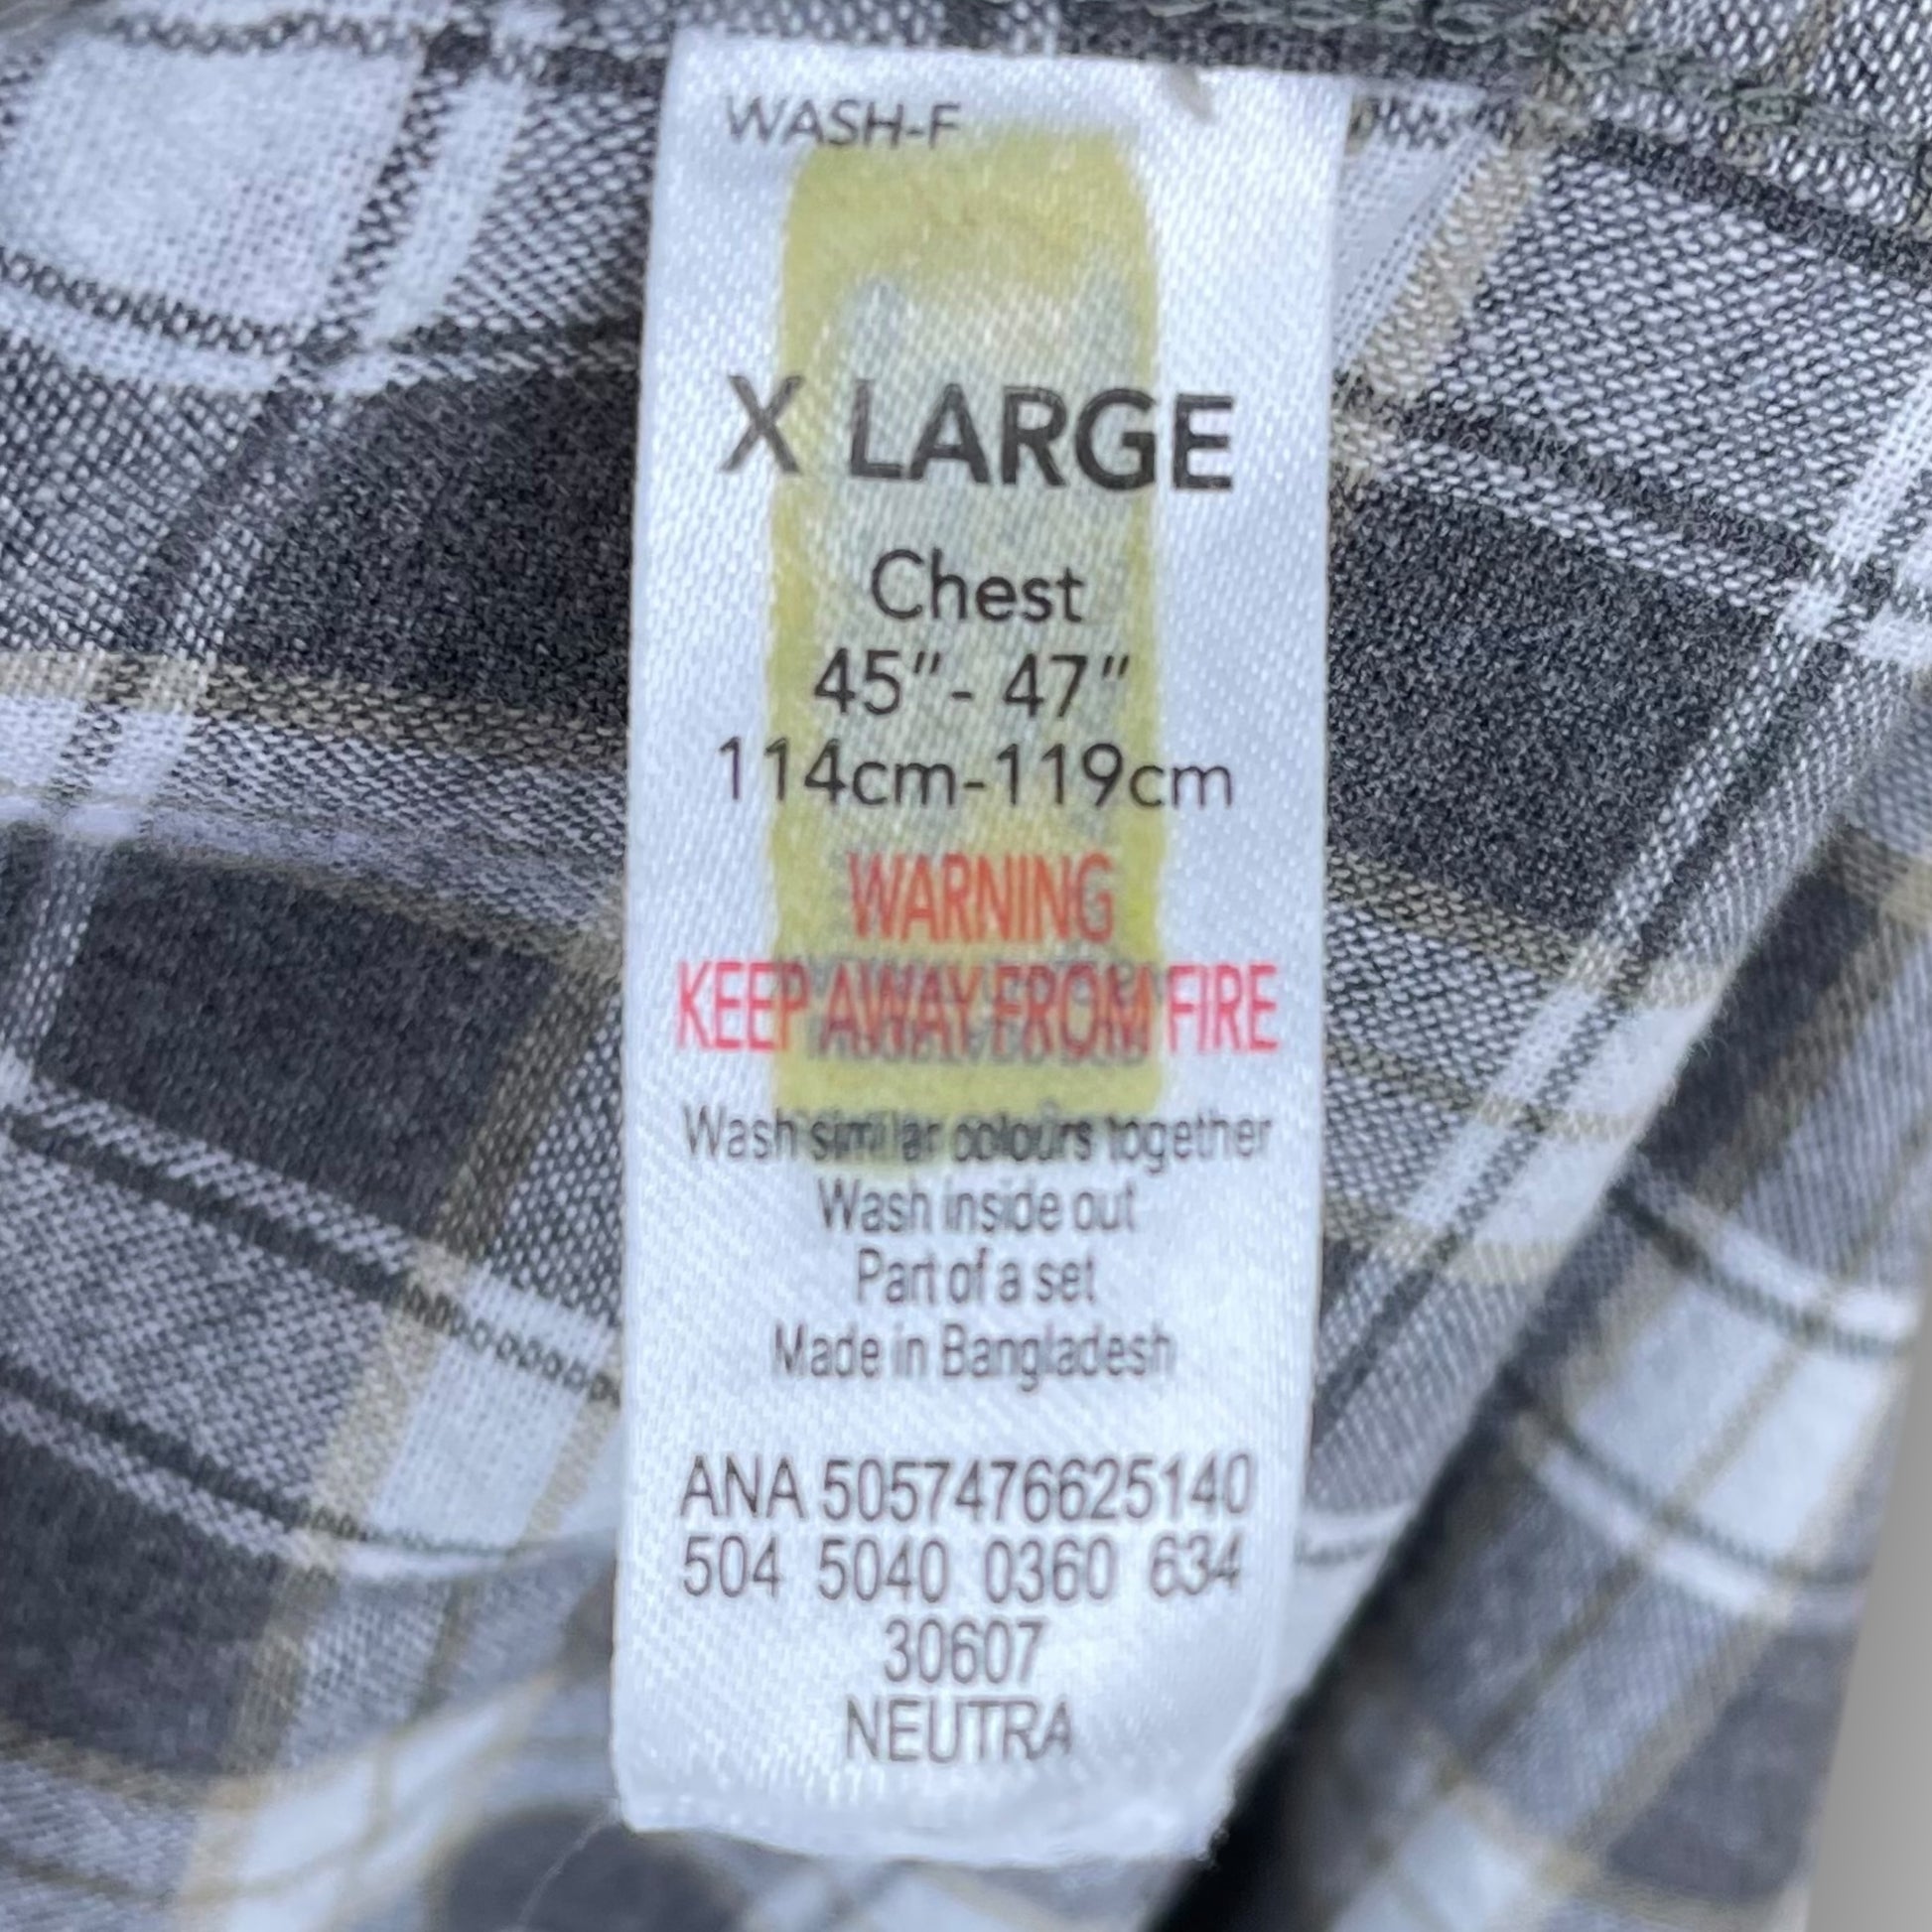 WASH-F
X LARGE
Chest
45"- 47"
114cm-119cm
WARNING
KEEP AWAY FROM FIRE
Wash similar colours together
Wash inside out
Part of a set
Made in Bangladesh
ANA 5057476625140
504 5040 0360 634
30607
NEUTRA